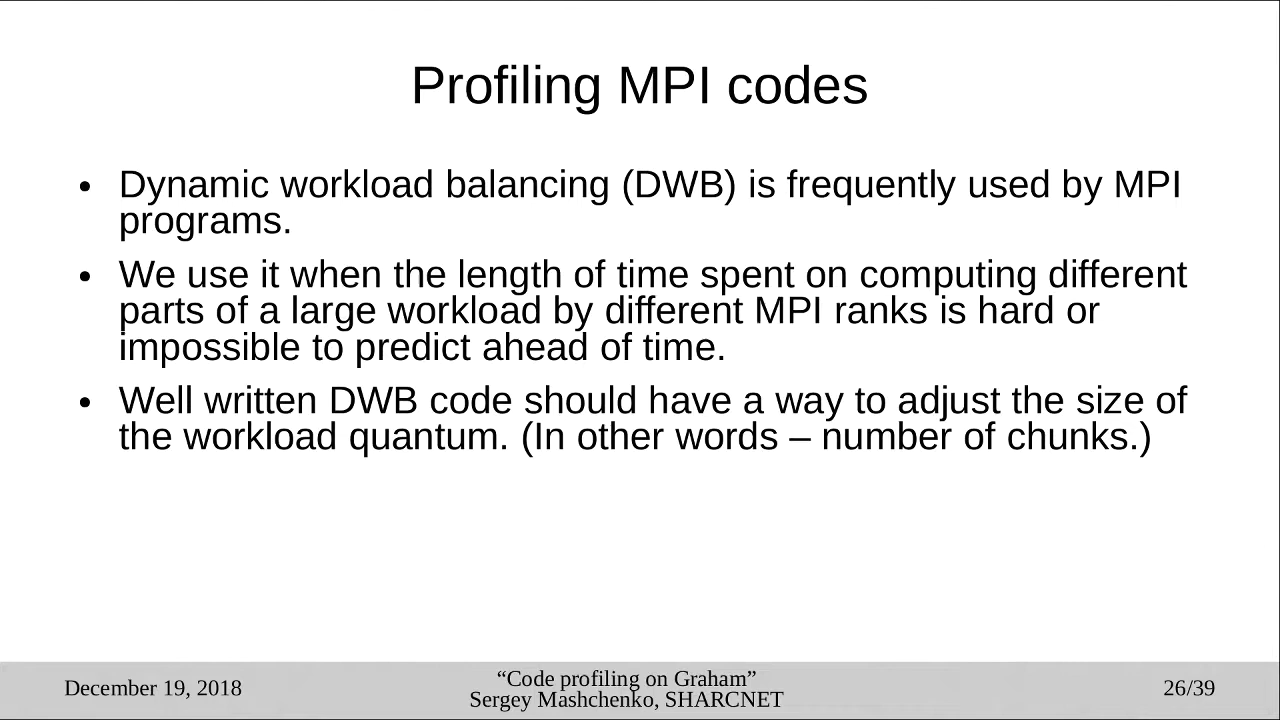 Profiling MPI codes
• Dynamic workload balancing (DWB) is frequently used by MPI
programs.
• We use it when the length of time spent on computing different
parts of a large workload by different MPI ranks is hard or
impossible to predict ahead of time.
• Well written DWB code should have a way to adjust the size of
the workload quantum. (In other words – number of chunks.)
December 19, 2018
“Code profiling on Graham”
Sergey Mashchenko, SHARCNET
26/39